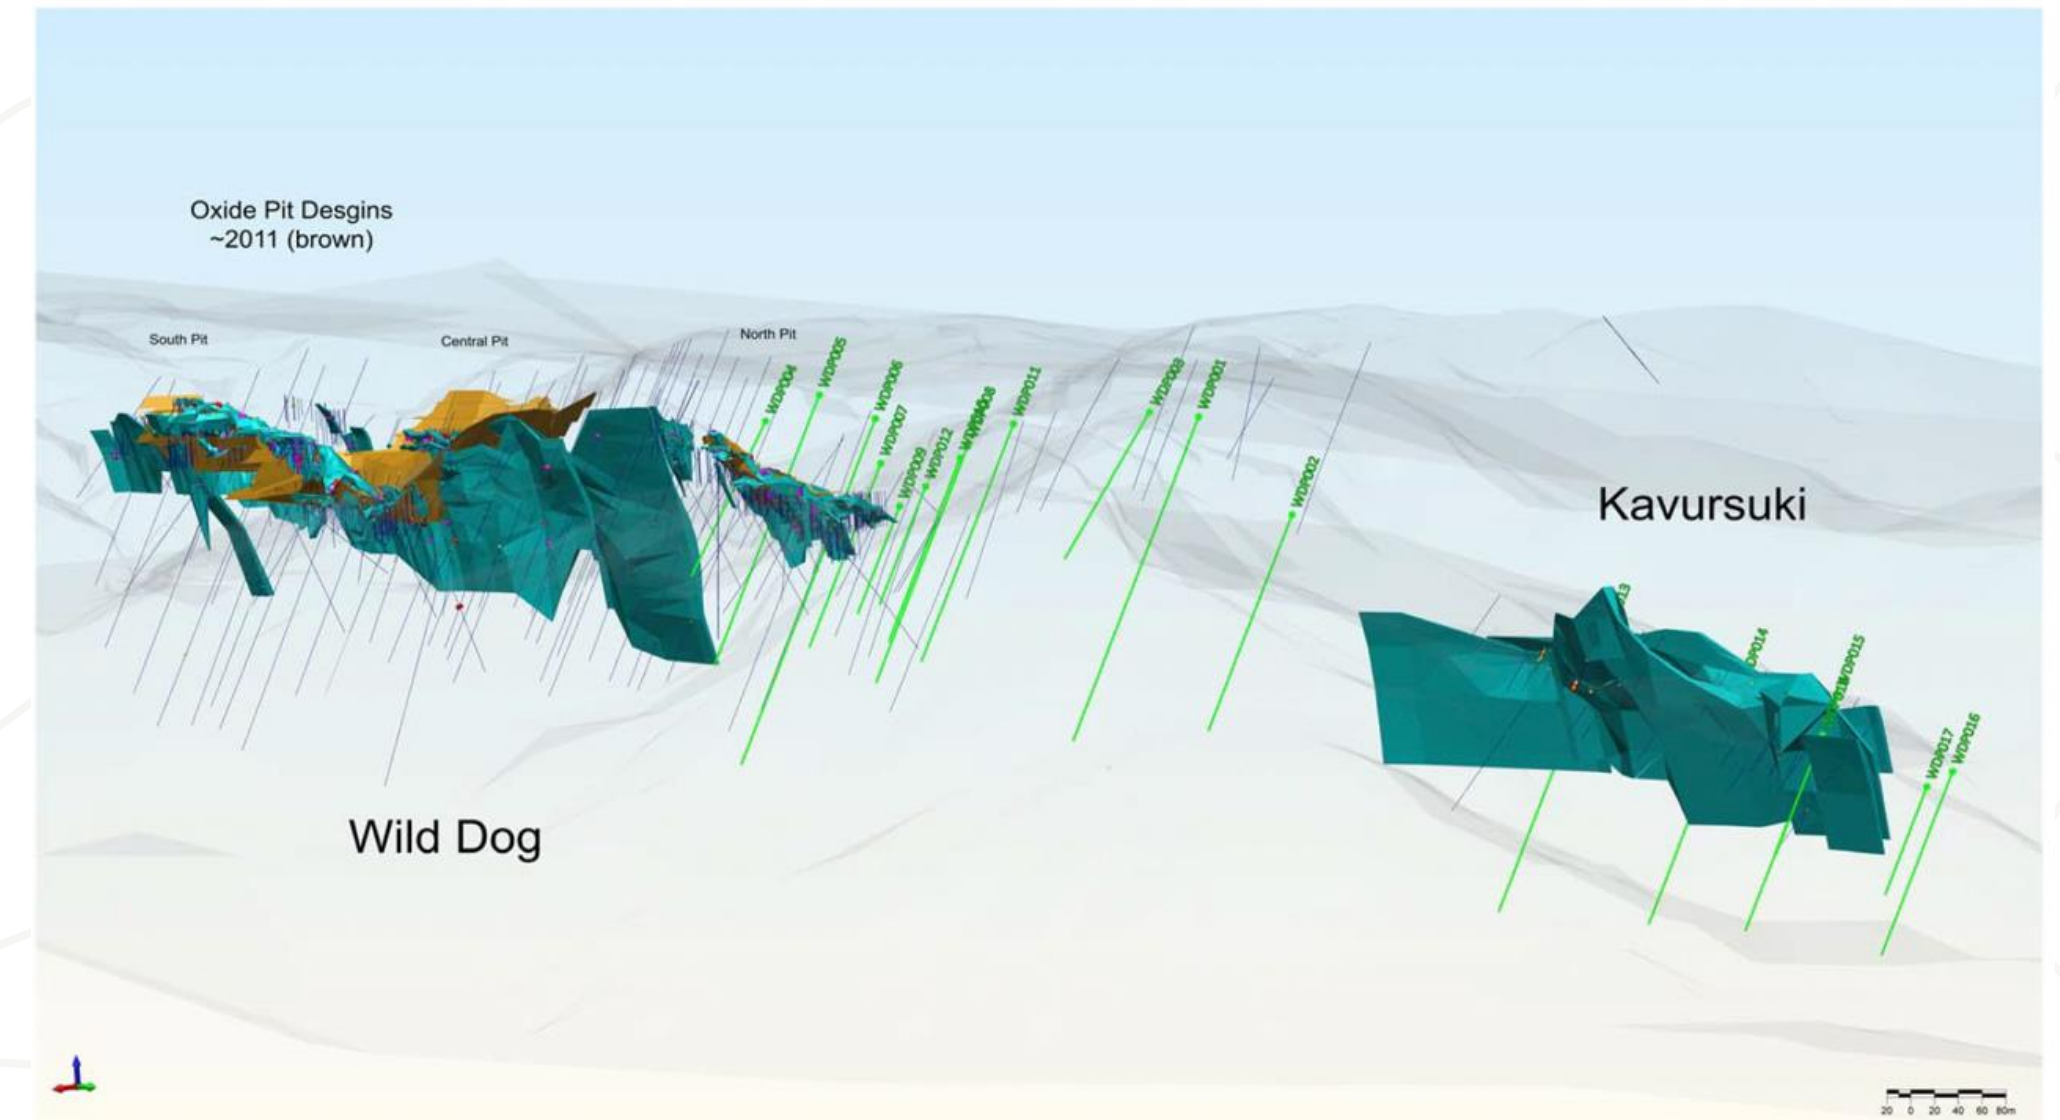 Oxide Pit Desgins
~2011 (brown)
South Pit
Central Pit
North Pit
WDP004
WDP005
WDP006
WDP007
WDP009
WDP012
WDP011
WDP003
WDP001
WDP002
Kavursuki
WDP015
WDP017
WDP016
Wild Dog
20 0 20 40 60 80m